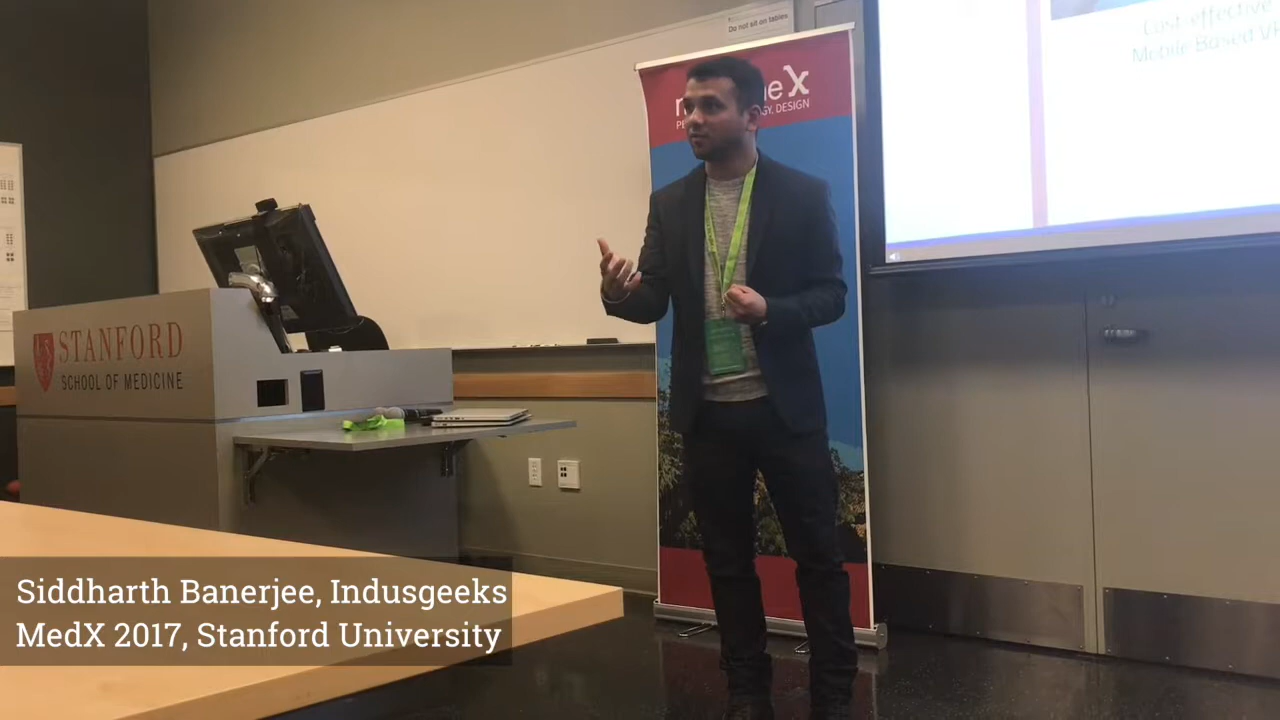 Do not sit on tables
Cost-effective
Mobile Based
STANFORD
SCHOOL OF MEDICINE
DESIGN
Siddharth Banerjee, Indusgeeks
MedX 2017, Stanford University